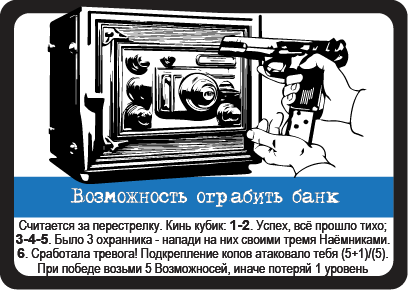 Возможность ограбить банк
Считается за перестрелку. Кинь кубик: 1-2. Успех, всё прошло тихо;
3-4-5. Было 3 охранника - напади на них своими тремя Наёмниками.
6. Сработала тревога! Подкрепление копов атаковало тебя (5+1)/(5).
При победе возьми 5 Возможносей, иначе потеряй 1 уровень